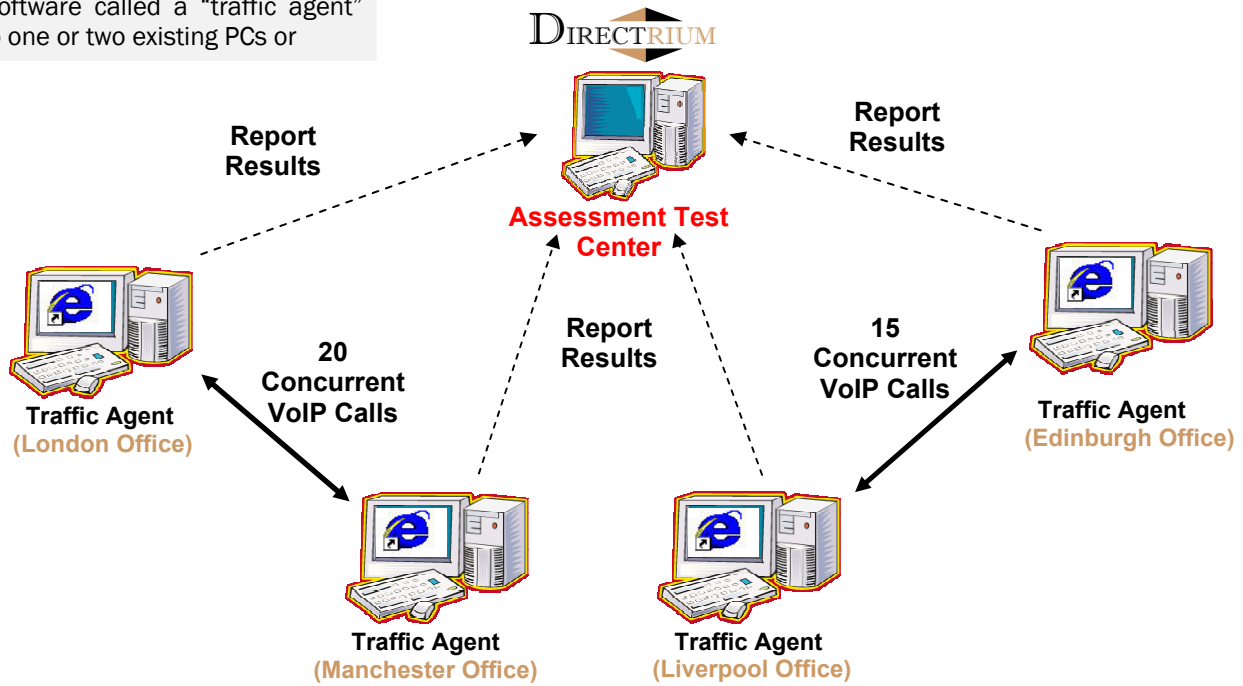 oftware called a “traffic agent”
o one or two existing PCs or
DIRECTRIUM
Report
Results
Report
Results
Assessment Test
Center
20
Concurrent
VoIP Calls
Report
Results
15
Concurrent
VoIP Calls
Traffic Agent
(London Office)
Traffic Agent
(Edinburgh Office)
Traffic Agent
(Manchester Office)
Traffic Agent
(Liverpool Office)